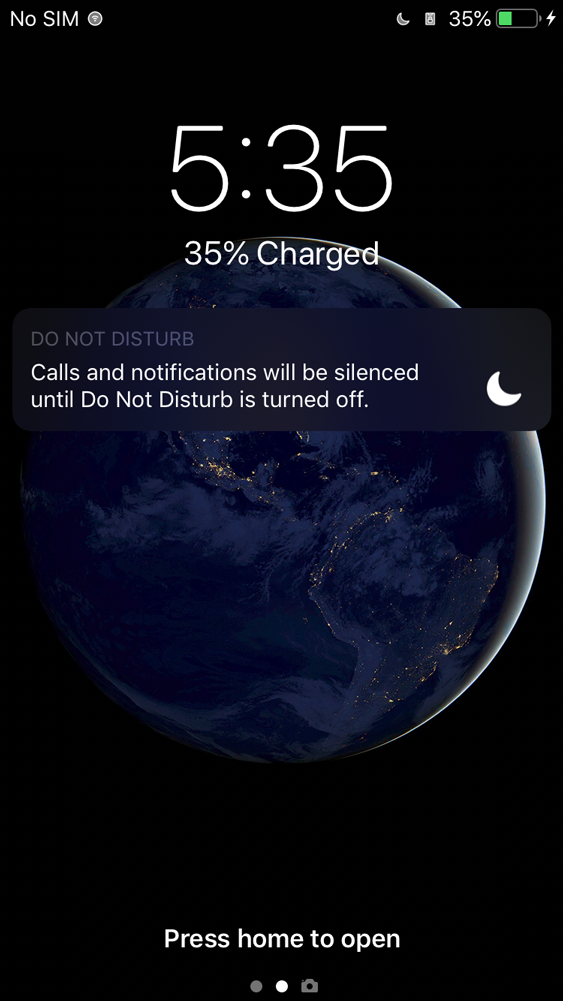 No SIM
35%
5:35
35% Charged
DO NOT DISTURB
Calls and notifications will be silenced
until Do Not Disturb is turned off.
Press home to open